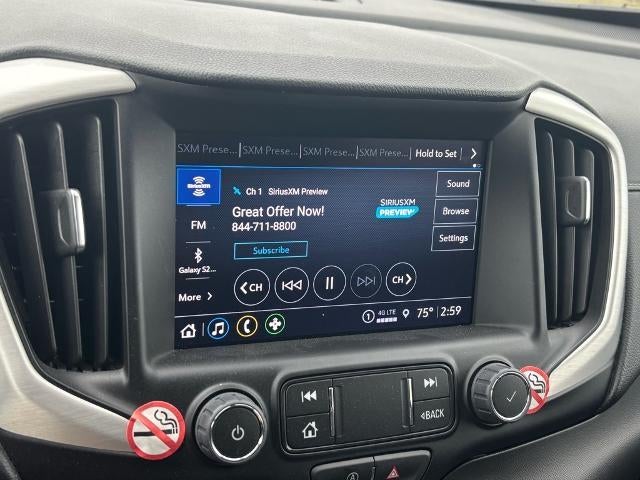 SXM Prese... SXM Prese... SXM Prese... SXM Prese... Hold to Set
SiriusXM
Ch 1 SiriusXM Preview
SIRIUSXM
PREVIEW
Sound
FM
Great Offer Now!
844-711-8800
Browse
Subscribe
Settings
Galaxy S2...
More
CH
CH
1 4G LTE 75° 2:59
BACK
A